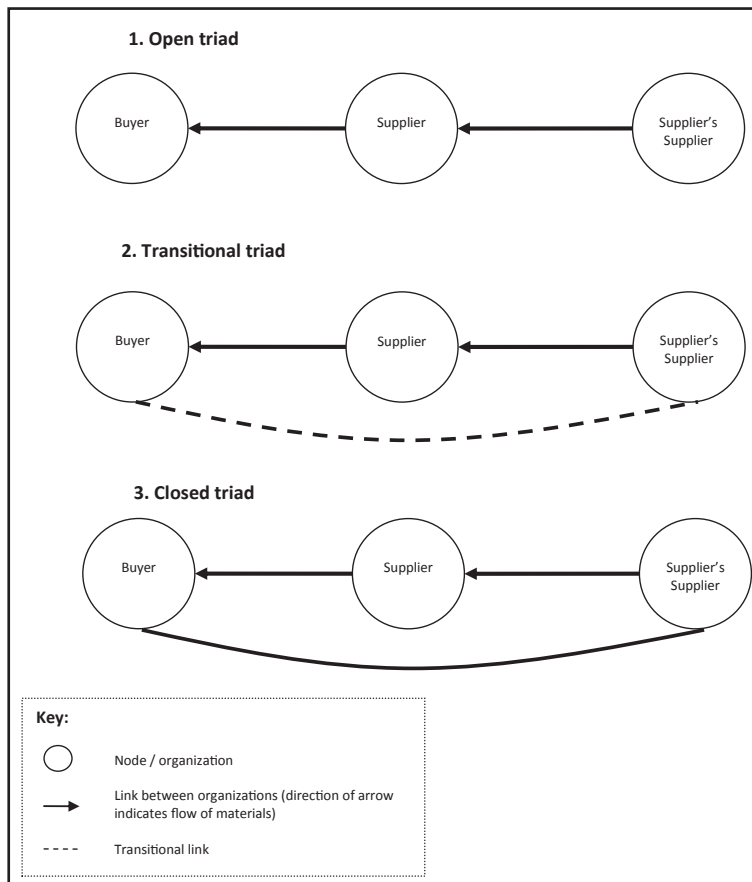 1. Open triad
Buyer
Supplier
Supplier's
Supplier
2. Transitional triad
Buyer
Supplier
Supplier's
Supplier
3. Closed triad
Buyer
Supplier
Supplier's
Supplier
Key:
Node / organization
Link between organizations (direction of arrow
indicates flow of materials)
Transitional link